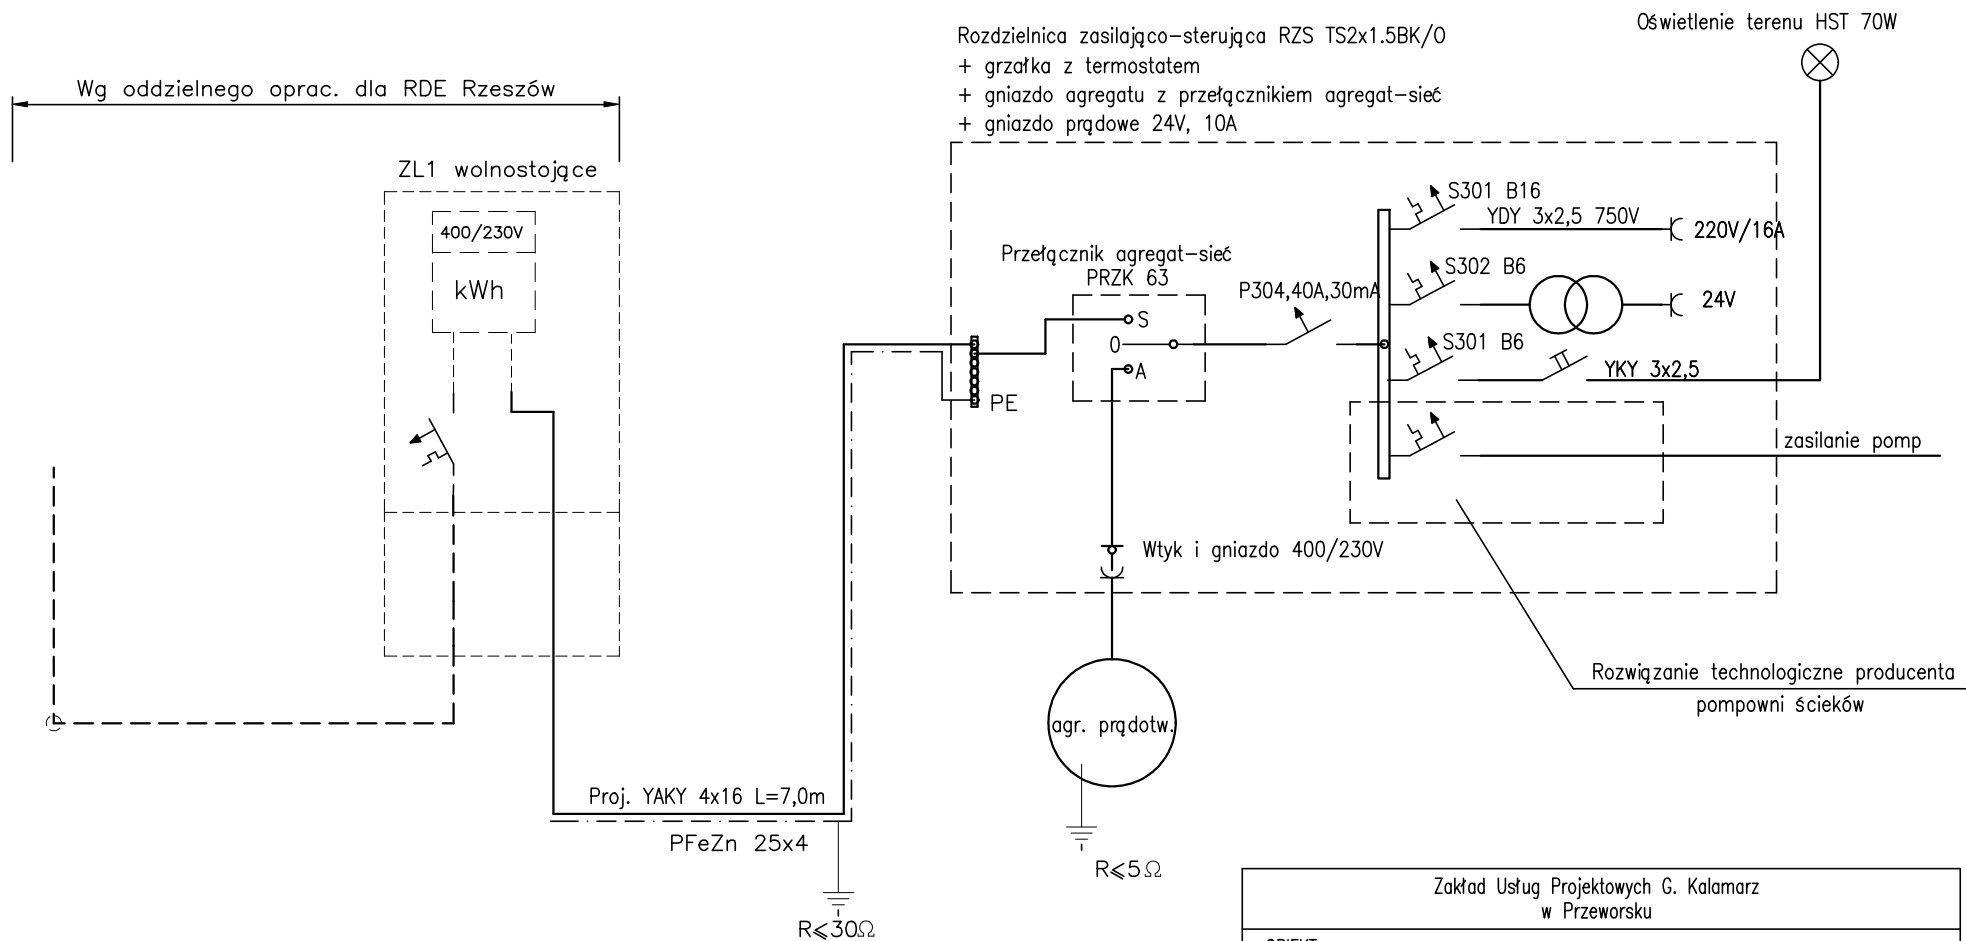 Oświetlenie terenu HST 70W
Rozdzielnica zasilająco-sterująca RZS TS2x1.5BK/0
+ grzałka z termostatem
+ gniazdo agregatu z przełącznikiem agregat-sieć
+ gniazdo prądowe 24V, 10A
Wg oddzielnego oprac. dla RDE Rzeszów
ZL1 wolnostojące
400/230V
kWh
Przełącznik agregat-sieć
PRZK 63
S
0
A
PE
P304,40A,30mA
S301 B16
YDY 3x2,5 750V
220V/16A
S302 B6
24V
S301 B6
YKY 3x2,5
zasilanie pomp
Wtyk i gniazdo 400/230V
Rozwiązanie technologiczne producenta
pompowni ścieków
agr. prądotw.
Proj. YAKY 4x16 L=7,0m
PFeZn 25x4
R⩽5Ω
R⩽30Ω
Zakład Usług Projektowych G. Kalamarz
w Przeworsku